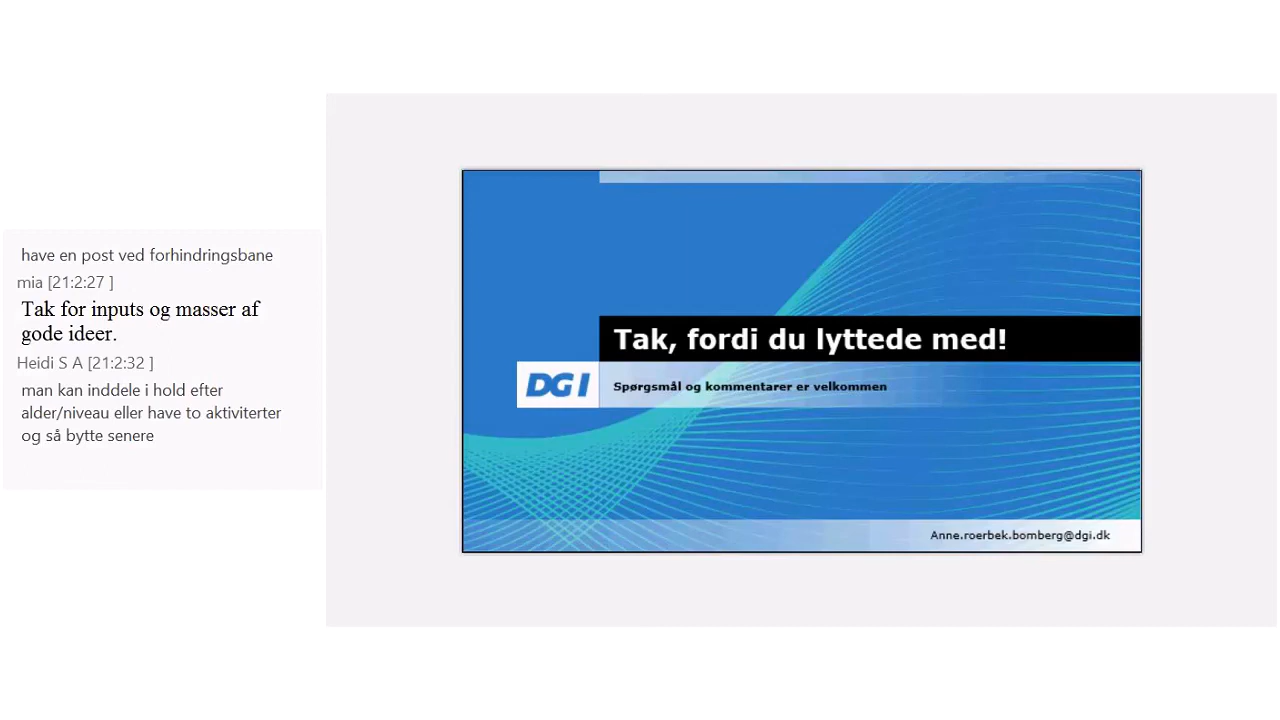 have en post ved forhindringsbane
mia [21:2:27 ]
Tak for inputs og masser af
gode ideer.
Heidi S A [21:2:32 ]
man kan inddele i hold efter
alder/niveau eller have to aktiviterter
og så bytte senere
Tak, fordi du lyttede med!
DGI
Spørgsmål og kommentarer er velkommen
Anne.roerbek.bomberg@dgi.dk